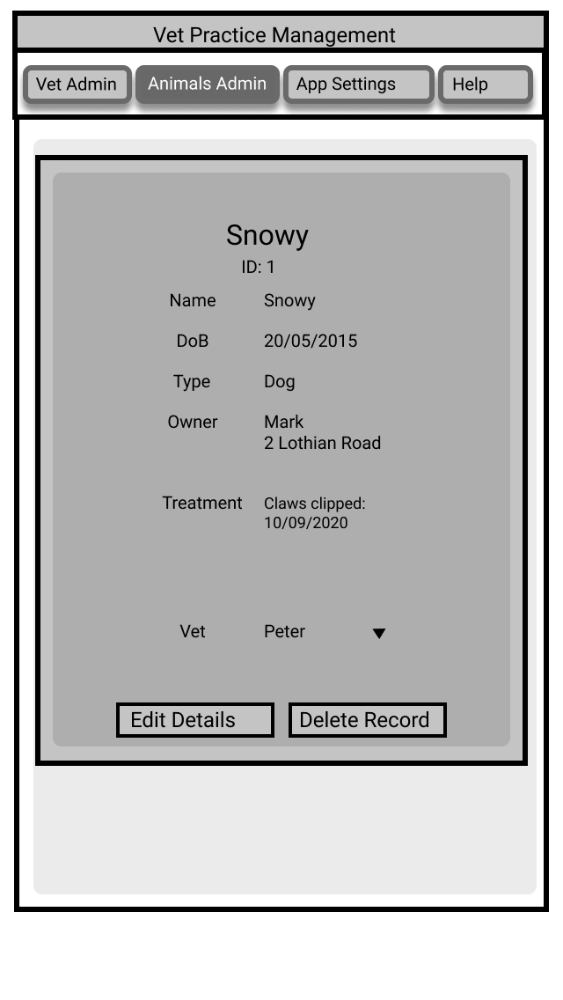 Vet Practice Management
Vet Admin Animals Admin App Settings Help
Snowy
ID: 1
Name Snowy
DoB 20/05/2015
Type Dog
Owner Mark
2 Lothian Road
Treatment Claws clipped:
10/09/2020
Vet Peter
Edit Details Delete Record